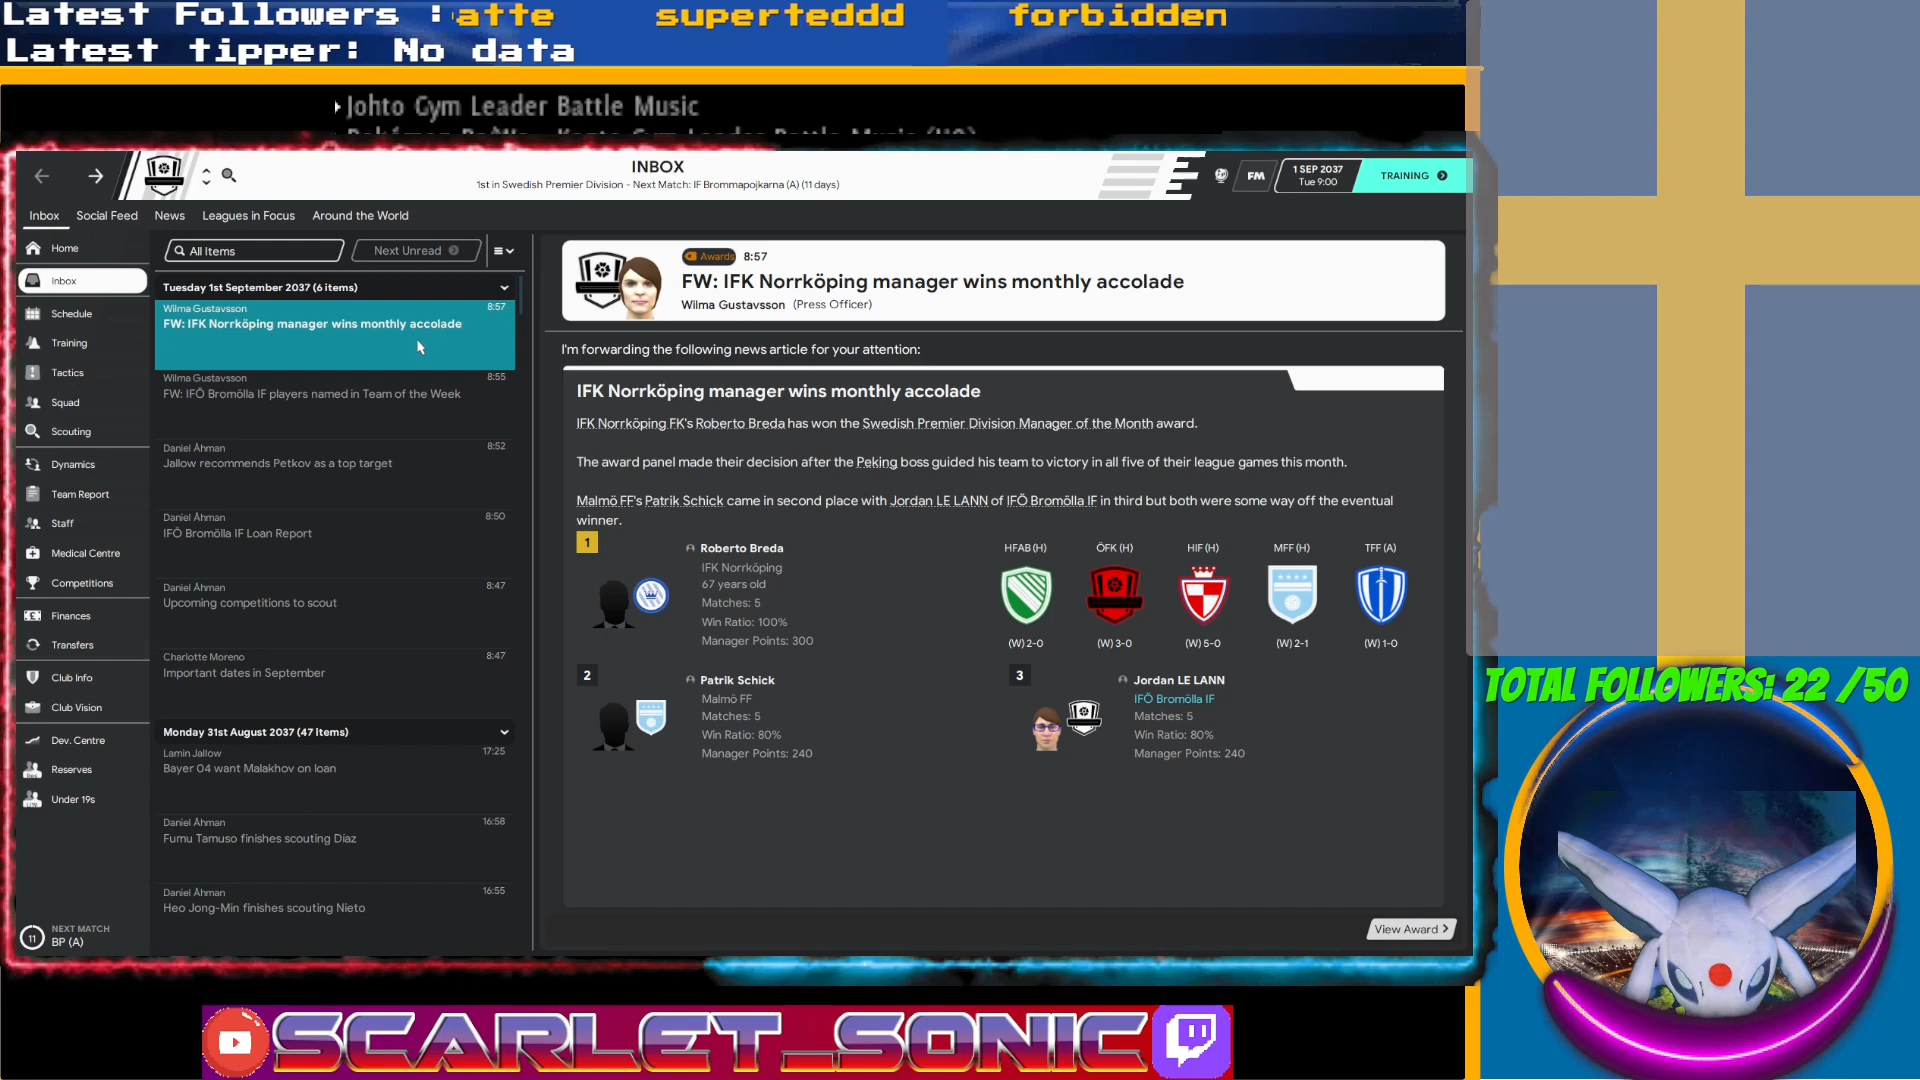 Latest Followers : atte superteddd forbidden
Latest tipper: No data
Johto Gym Leader Battle Music
INBOX
1st in Swedish Premier Division - Next Match: IF Brommapojkarna (A) (11 days)
FM
1 SEP 2037
Tue 9:00
TRAINING
Inbox Social Feed News Leagues in Focus Around the World
Home
Inbox
Schedule
Training
Tactics
Squad
Scouting
Dynamics
Team Report
Staff
Medical Centre
Competitions
Finances
Transfers
Club Info
Club Vision
Dev. Centre
Reserves
Under 19s
11
NEXT MATCH
BP (A)
All Items
Next Unread
Tuesday 1st September 2037 (6 items)
Wilma Gustavsson 8:57
FW: IFK Norrköping manager wins monthly accolade
Wilma Gustavsson 8:55
FW: IFÖ Bromölla IF players named in Team of the Week
Daniel Åhman 8:52
Jallow recommends Petkov as a top target
Daniel Åhman 8:50
IFÖ Bromölla IF Loan Report
Daniel Åhman 8:47
Upcoming competitions to scout
Charlotte Moreno 8:47
Important dates in September
Monday 31st August 2037 (47 items)
Lamin Jallow 17:25
Bayer 04 want Malakhov on loan
Daniel Åhman 16:58
Fumu Tamuso finishes scouting Díaz
Daniel Åhman 16:55
Heo Jong-Min finishes scouting Nieto
Awards 8:57
FW: IFK Norrköping manager wins monthly accolade
Wilma Gustavsson (Press Officer)
I'm forwarding the following news article for your attention:
IFK Norrköping manager wins monthly accolade
IFK Norrköping FK's Roberto Breda has won the Swedish Premier Division Manager of the Month award.
The award panel made their decision after the Peking boss guided his team to victory in all five of their league games this month.
Malmö FF's Patrik Schick came in second place with Jordan LE LANN of IFÖ Bromölla IF in third but both were some way off the eventual
winner.
1
Roberto Breda
IFK Norrköping
67 years old
Matches: 5
Win Ratio: 100%
Manager Points: 300
HFAB (H) ÖFK (H) HIF (H) MFF (H) TFF (A)
(W) 2-0 (W) 3-0 (W) 5-0 (W) 2-1 (W) 1-0
2
Patrik Schick
Malmö FF
Matches: 5
Win Ratio: 80%
Manager Points: 240
3
Jordan LE LANN
IFÖ Bromölla IF
Matches: 5
Win Ratio: 80%
Manager Points: 240
View Award
TOTAL FOLLOWERS: 22 /50
SCARLET_SONIC